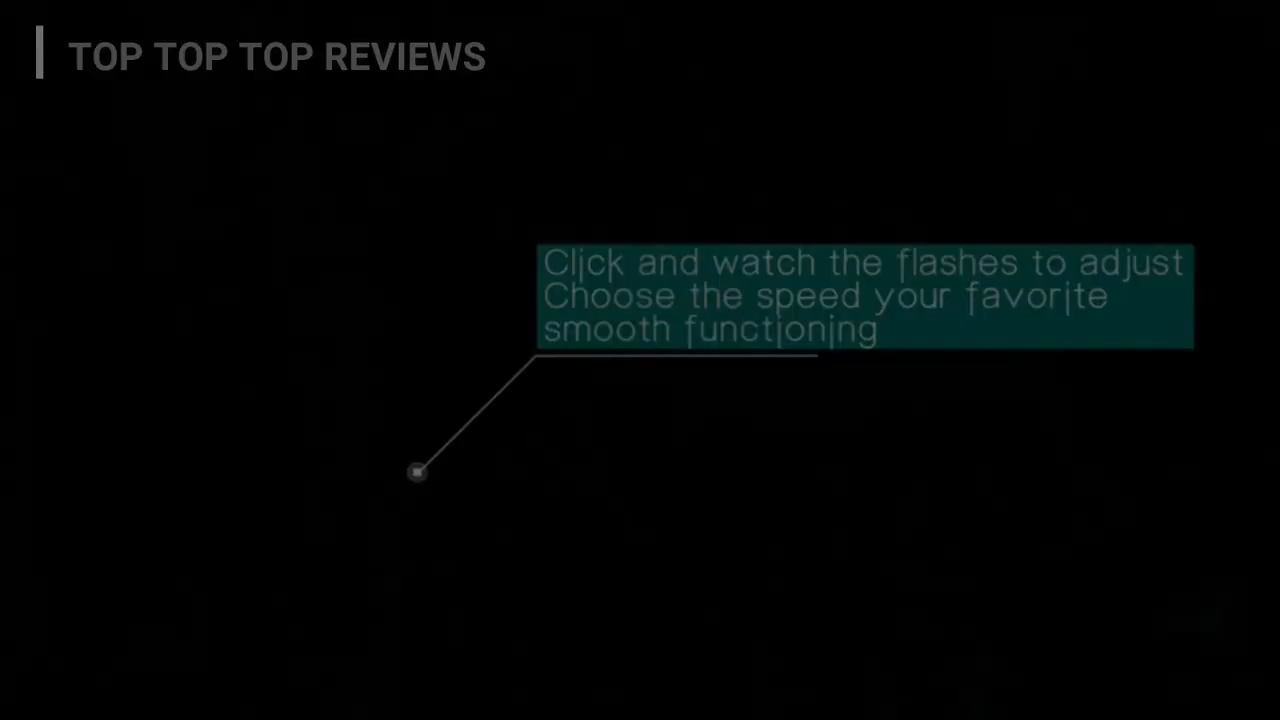 TOP TOP TOP REVIEWS
Click and watch the flashes to adjust
Choose the speed your favorite
smooth functioning